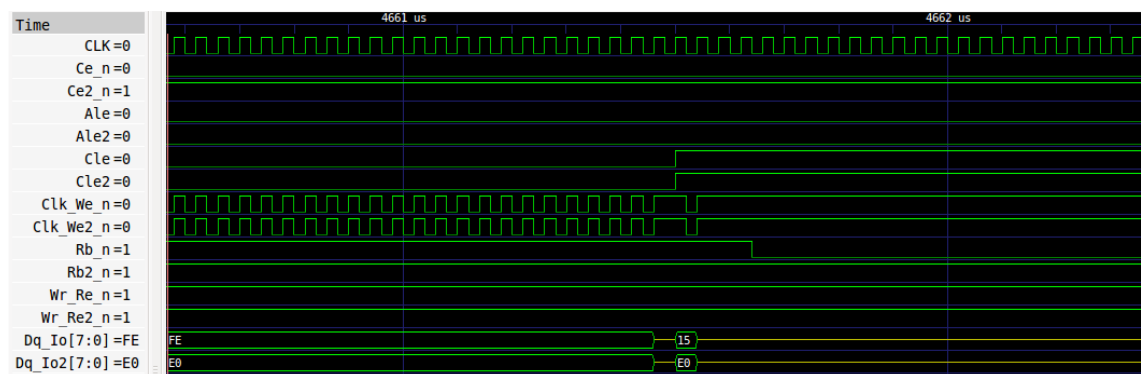 4661 us 4662 us
Time
CLK =0
Ce_n =0
Ce2_n =1
Ale =0
Ale2 =0
Cle =0
Cle2 =0
Clk_We_n =0
Clk_We2_n =0
Rb_n =1
Rb2_n =1
Wr_Re_n =1
Wr_Re2_n =1
Dq_Io[7:0] =FE FE 15
Dq_Io2[7:0] =E0 E0 E0